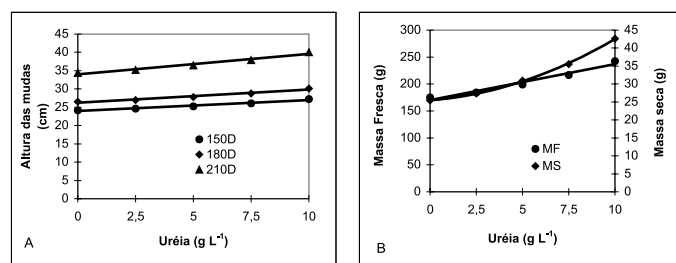 Altura das mudas
(cm)
45
40
35
30
25
20
15
10
5
0
150D
180D
210D
0
2,5
5
7,5
10
Uréia (g L-1)
A
Massa Fresca (g)
300
250
200
150
100
50
0
MF
MS
45
40
35
30
25
20
15
10
5
0
Massa seca (g)
0
2,5
5
7,5
10
Uréia (g L-1)
B